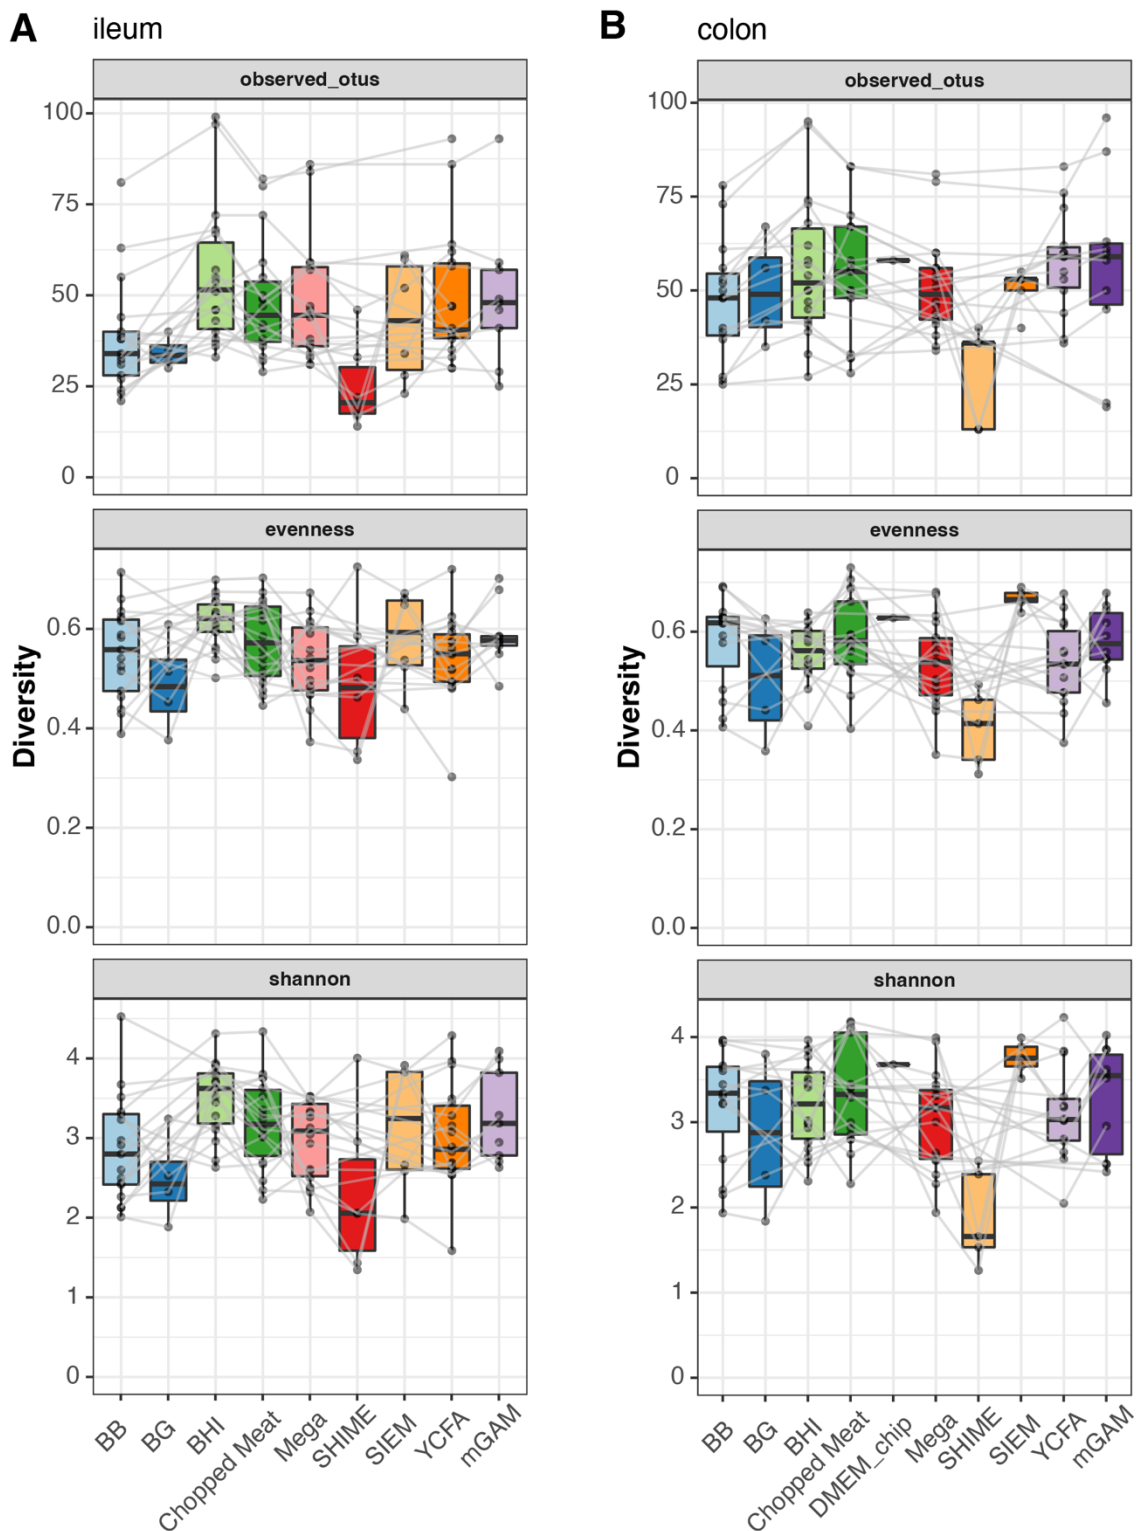 A ileum
observed_otus
100
75
50
25
0
evenness
0.6
0.4
0.2
0.0
shannon
4
3
2
1
0
Diversity
BB BG BHI Chopped Meat Mega SHIME SIEM YCFA mGAM
B colon
observed_otus
100
75
50
25
0
evenness
0.6
0.4
0.2
0.0
shannon
4
3
2
1
0
Diversity
BB BG BHI Chopped Meat DMEM_chip Mega SHIME SIEM YCFA mGAM